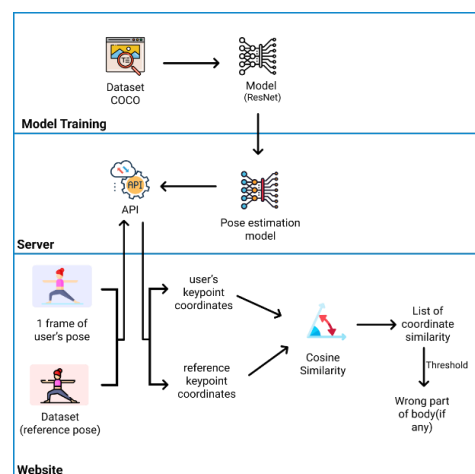 Dataset
COCO
Model
(ResNet)
Model Training
API
API
Pose estimation
model
Server
1 frame of
user's pose
user's
keypoint
coordinates
Cosine
Similarity
List of
coordinate
similarity
Threshold
reference
keypoint
coordinates
Wrong part
of body(if
any)
Dataset
(reference pose)
Website